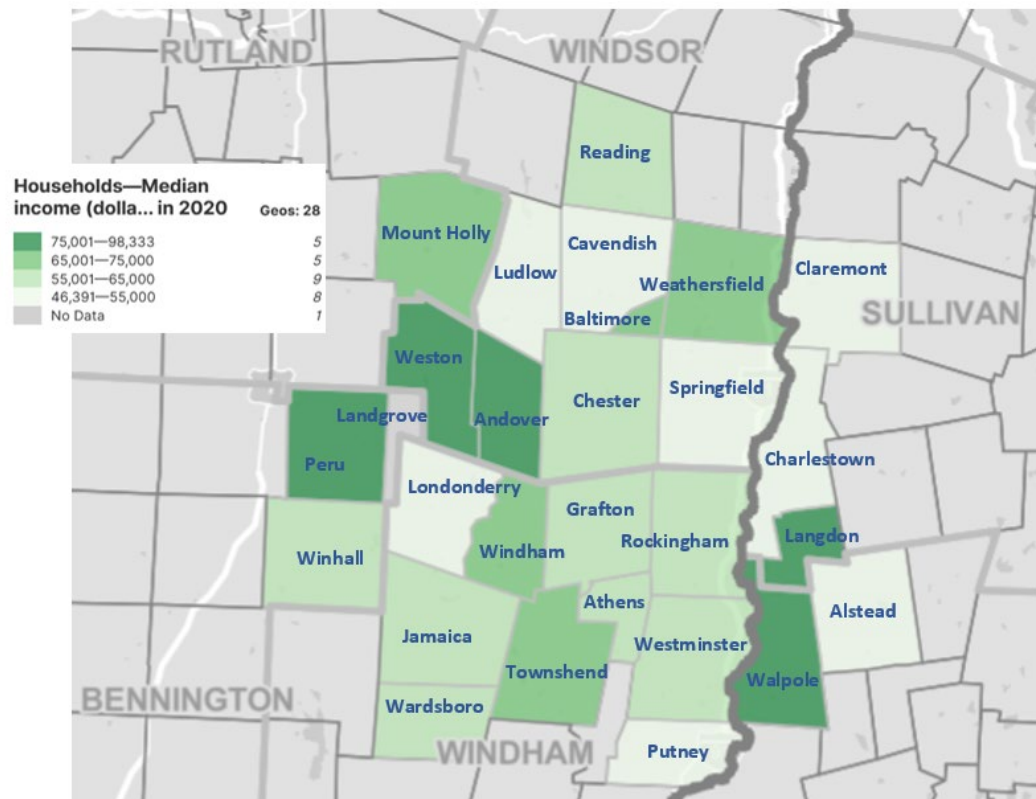 RUTLAND
WINDSOR
Reading
Households—Median
income (dolla... in 2020 Geos: 28
75,001—98,333 5
65,001—75,000 5
55,001—65,000 9
46,391—55,000 8
No Data 1
Mount Holly
Cavendish
Ludlow
Claremont
Weathersfield
SULLIVAN
Baltimore
Weston
Springfield
Chester
Landgrove
Andover
Peru
Charlestown
Londonderry
Grafton
Langdon
Rockingham
Windham
Winhall
Athens
Alstead
Jamaica
Westminster
Townshend
Walpole
BENNINGTON
Wardsboro
WINDHAM
Putney